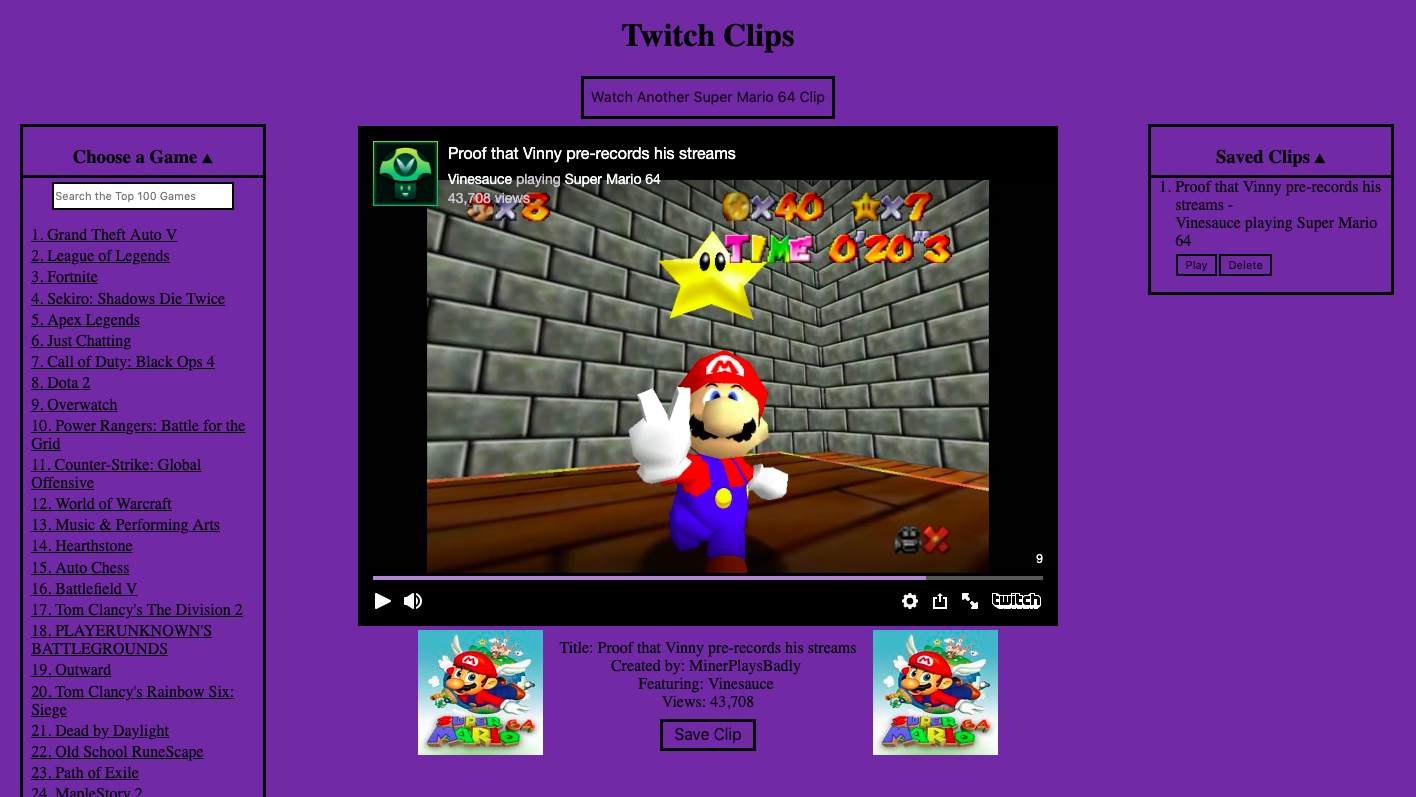 Twitch Clips
Watch Another Super Mario 64 Clip
Choose a Game ▲
Search the Top 100 Games
1. Grand Theft Auto V
2. League of Legends
3. Fortnite
4. Sekiro: Shadows Die Twice
5. Apex Legends
6. Just Chatting
7. Call of Duty: Black Ops 4
8. Dota 2
9. Overwatch
10. Power Rangers: Battle for the
Grid
11. Counter-Strike: Global
Offensive
12. World of Warcraft
13. Music & Performing Arts
14. Hearthstone
15. Auto Chess
16. Battlefield V
17. Tom Clancy's The Division 2
18. PLAYERUNKNOWN'S
BATTLEGROUNDS
19. Outward
20. Tom Clancy's Rainbow Six:
Siege
21. Dead by Daylight
22. Old School RuneScape
23. Path of Exile
24. MapleStory 2
Proof that Vinny pre-records his streams
Vinesauce playing Super Mario 64
43,708 views
×8
×40
×7
TIME 0'20"3
M
9
twitch
SUPER
MARIO 64
Title: Proof that Vinny pre-records his streams
Created by: MinerPlaysBadly
Featuring: Vinesauce
Views: 43,708
Save Clip
SUPER
MARIO 64
Saved Clips ▲
1. Proof that Vinny pre-records his
streams -
Vinesauce playing Super Mario
64
Play Delete